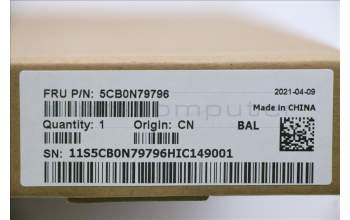 FRU P/N: 5CB0N79796
2021-04-09
Made in CHINA
Quantity: 1 Origin: CN BAL
SN: 11S5CB0N79796HIC149001